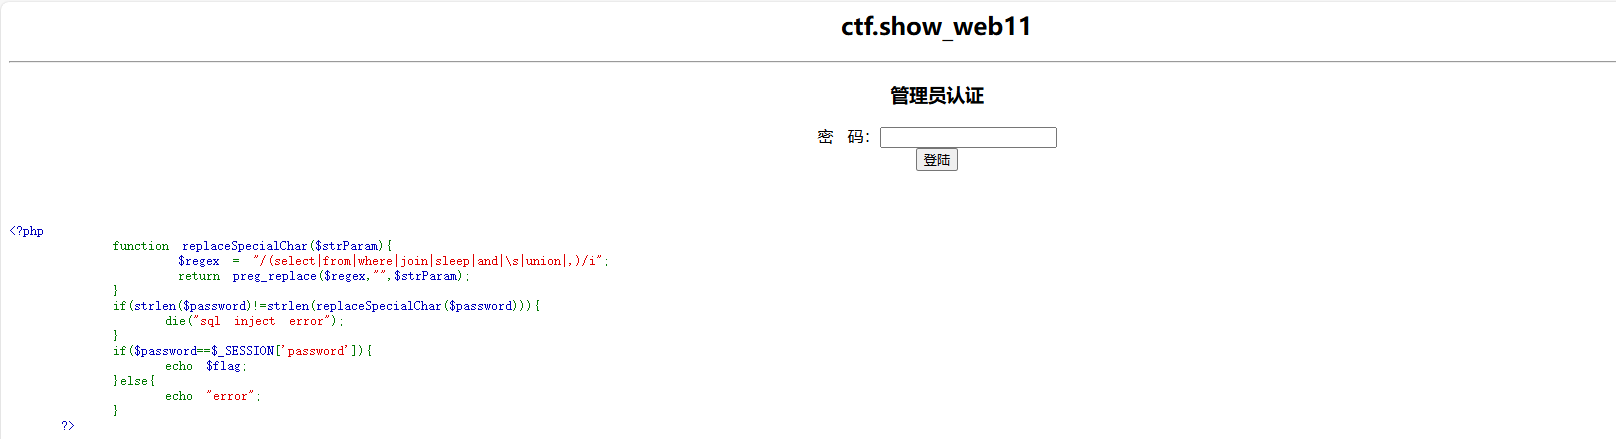 ctf.show_web11
管理员认证
密 码：
登陆
<?php
function replaceSpecialChar($strParam){
$regex = "/(select|from|where|join|sleep|and|\s|union|,)/i";
return preg_replace($regex,"",$strParam);
}
if(strlen($password)!=strlen(replaceSpecialChar($password))){
die("sql inject error");
}
if($password==$_SESSION['password']){
echo $flag;
}else{
echo "error";
}
?>